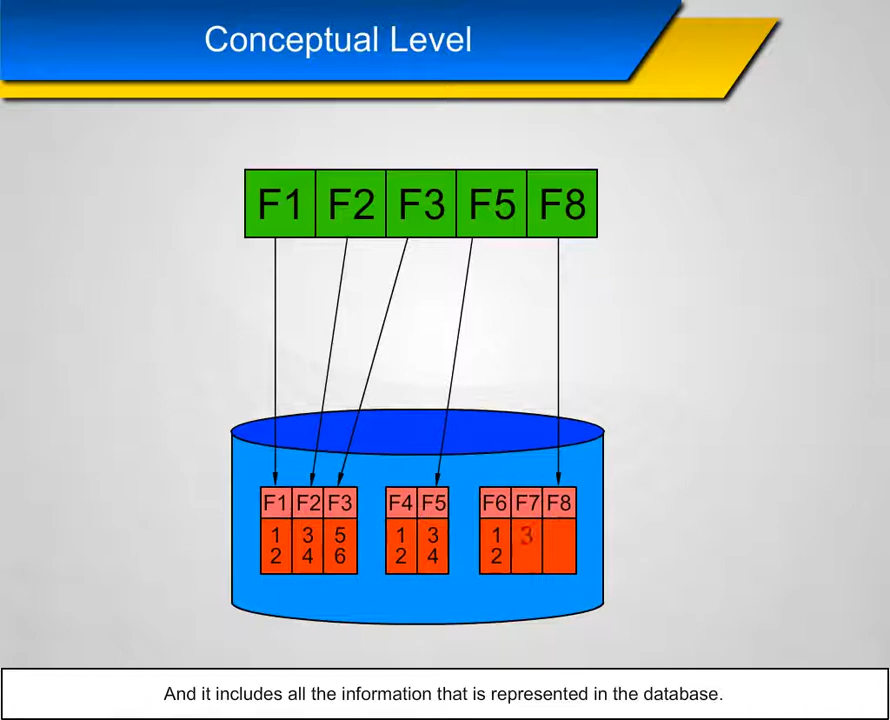 Conceptual Level
F1 F2 F3 F5 F8
F1 F2 F3 F4 F5 F6 F7 F8
1 3 5 1 3 1 3
2 4 6 2 4 2
And it includes all the information that is represented in the database.